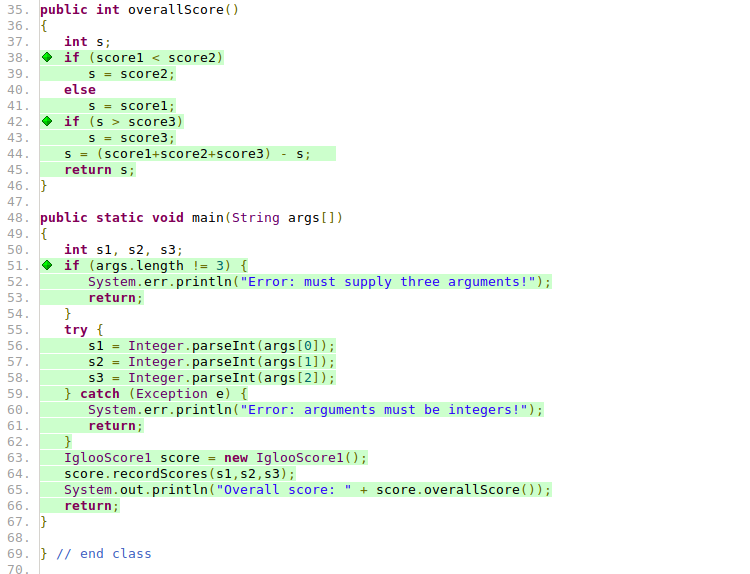 35. public int overallScore()
36. {
37. int s;
38. if (score1 < score2)
39. s = score2;
40. else
41. s = score1;
42. if (s > score3)
43. s = score3;
44. s = (score1+score2+score3) - s;
45. return s;
46. }
47.
48. public static void main(String args[])
49. {
50. int s1, s2, s3;
51. if (args.length != 3) {
52. System.err.println("Error: must supply three arguments!");
53. return;
54. }
55. try {
56. s1 = Integer.parseInt(args[0]);
57. s2 = Integer.parseInt(args[1]);
58. s3 = Integer.parseInt(args[2]);
59. } catch (Exception e) {
60. System.err.println("Error: arguments must be integers!");
61. return;
62. }
63. IglooScore1 score = new IglooScore1();
64. score.recordScores(s1,s2,s3);
65. System.out.println("Overall score: " + score.overallScore());
66. return;
67. }
68.
69. } // end class
70.